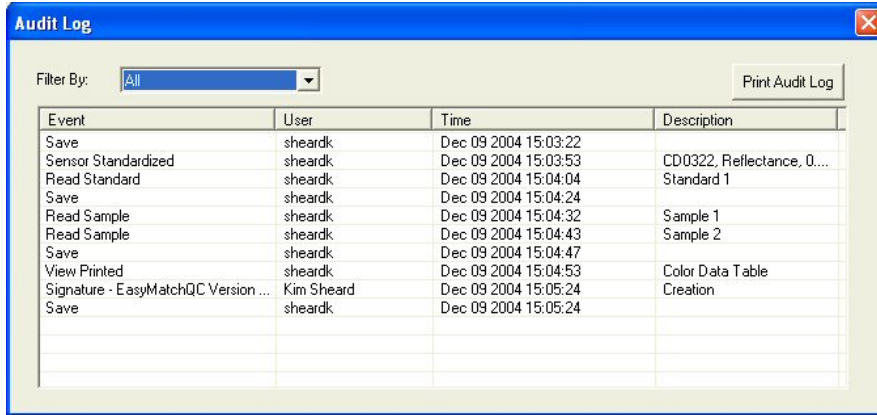 Audit Log
Filter By: All Print Audit Log
Event User Time Description
Save sheardk Dec 09 2004 15:03:22
Sensor Standardized sheardk Dec 09 2004 15:03:53 CD0322, Reflectance, 0....
Read Standard sheardk Dec 09 2004 15:04:04 Standard 1
Save sheardk Dec 09 2004 15:04:24
Read Sample sheardk Dec 09 2004 15:04:32 Sample 1
Read Sample sheardk Dec 09 2004 15:04:43 Sample 2
Save sheardk Dec 09 2004 15:04:47
View Printed sheardk Dec 09 2004 15:04:53 Color Data Table
Signature - EasyMatchQC Version ... Kim Sheard Dec 09 2004 15:05:24 Creation
Save sheardk Dec 09 2004 15:05:24